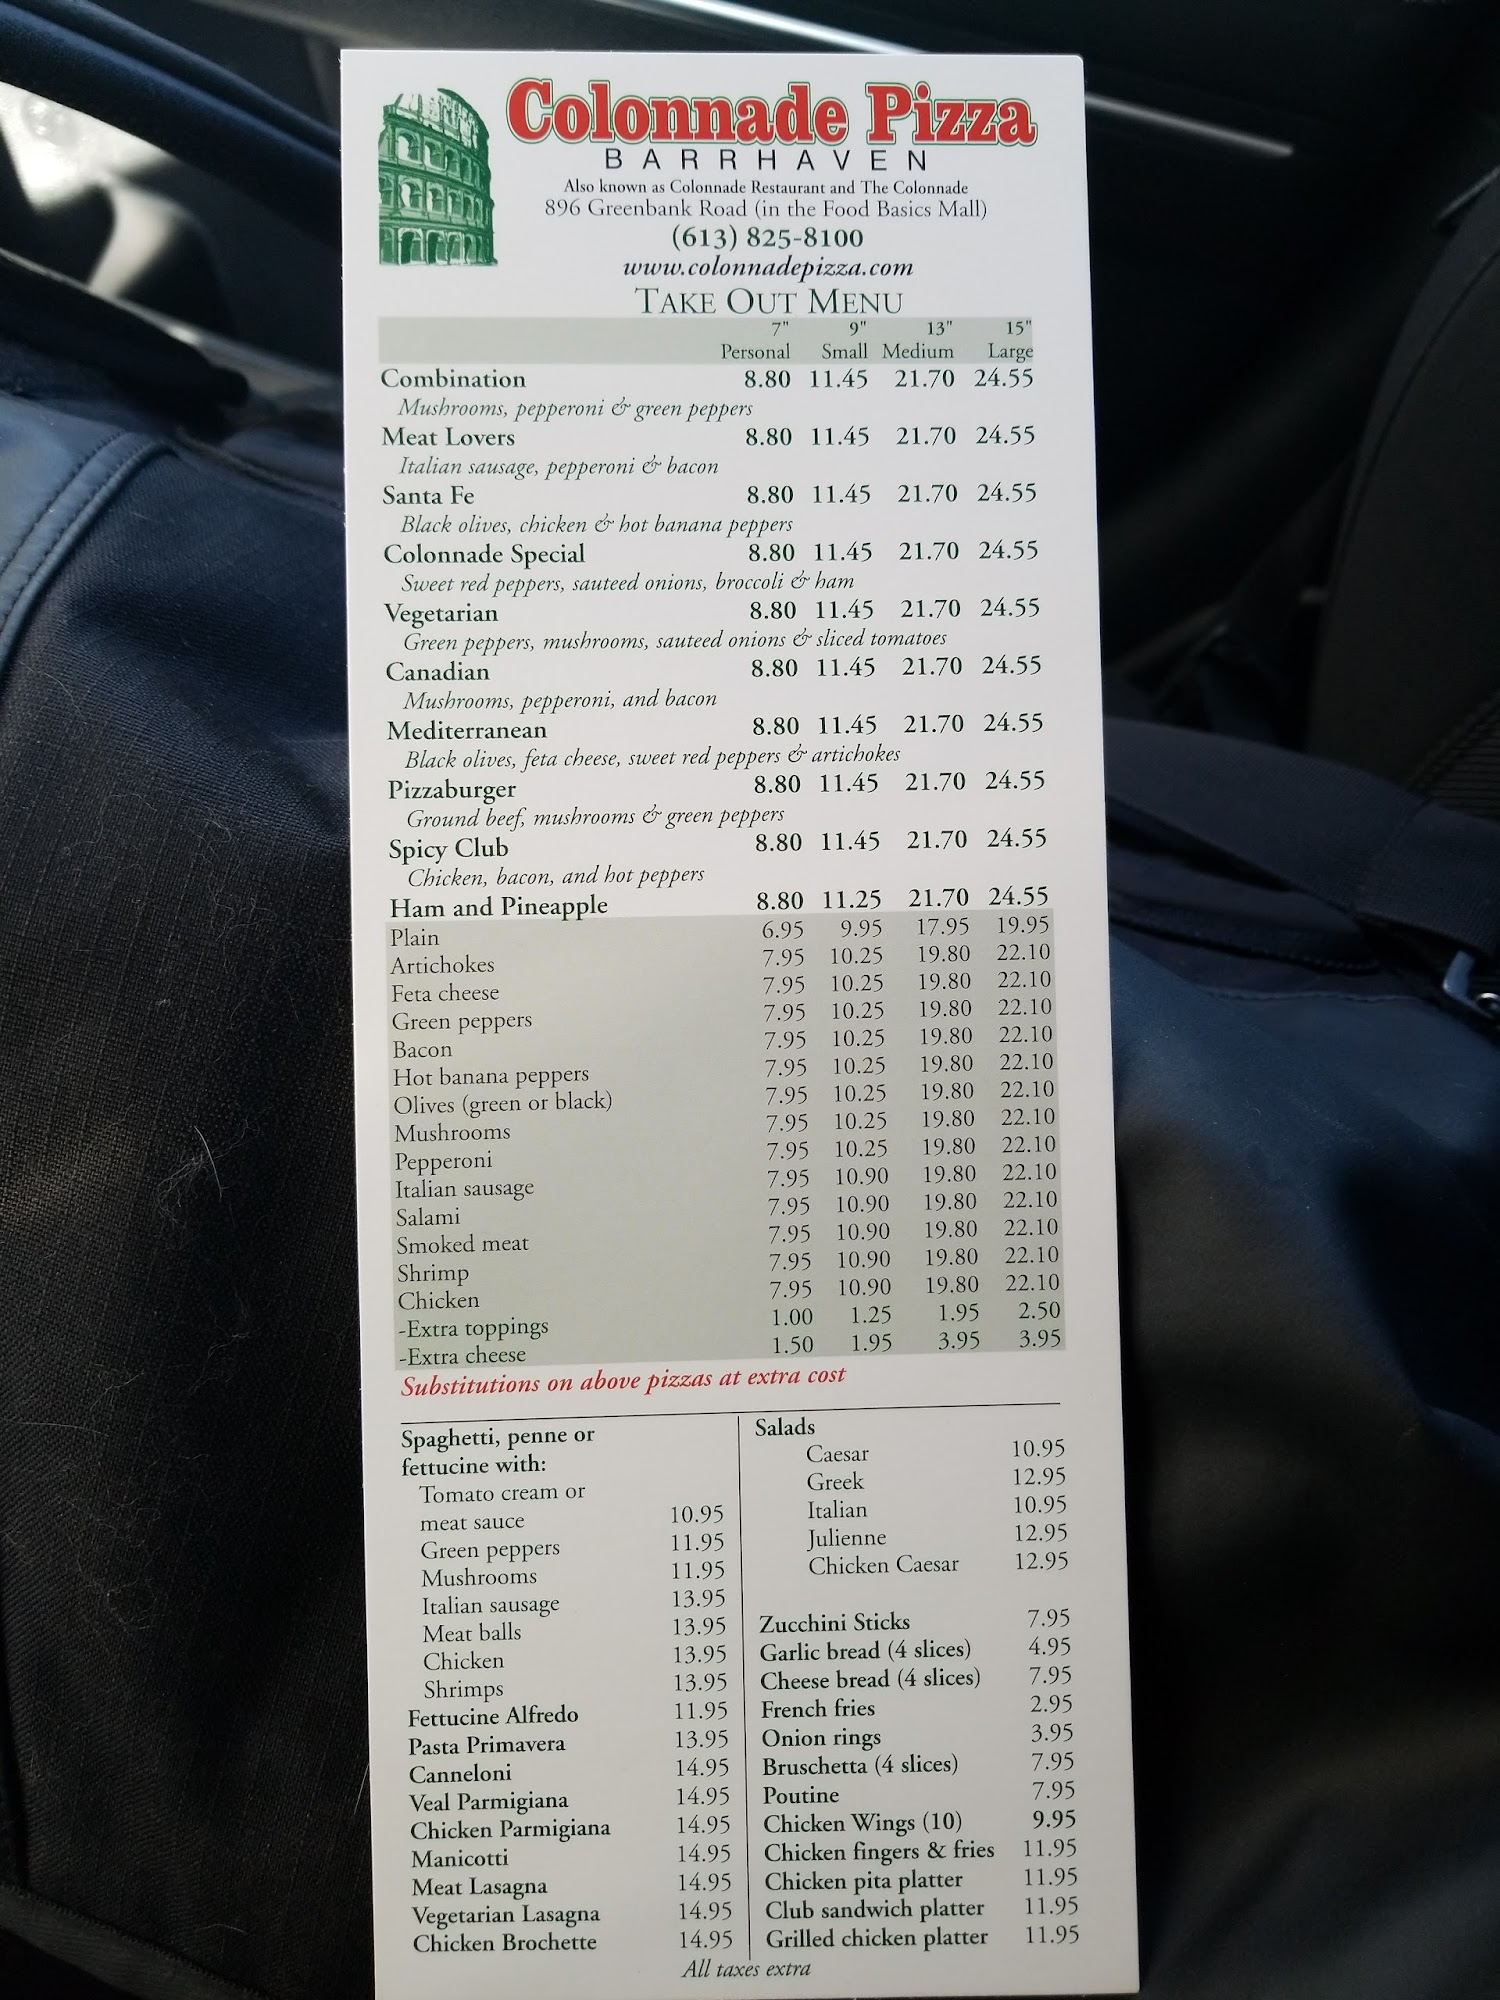 Colonnade Pizza
BARRHAVEN
Also known as Colonnade Restaurant and The Colonnade
896 Greenbank Road (in the Food Basics Mall)
(613) 825-8100
www.colonnadepizza.com
TAKE OUT MENU
7" 9" 13" 15"
Personal Small Medium Large
Combination 8.80 11.45 21.70 24.55
Mushrooms, pepperoni & green peppers
Meat Lovers 8.80 11.45 21.70 24.55
Italian sausage, pepperoni & bacon
Santa Fe 8.80 11.45 21.70 24.55
Black olives, chicken & hot banana peppers
Colonnade Special 8.80 11.45 21.70 24.55
Sweet red peppers, sauteed onions, broccoli & ham
Vegetarian 8.80 11.45 21.70 24.55
Green peppers, mushrooms, sauteed onions & sliced tomatoes
Canadian 8.80 11.45 21.70 24.55
Mushrooms, pepperoni, and bacon
Mediterranean 8.80 11.45 21.70 24.55
Black olives, feta cheese, sweet red peppers & artichokes
Pizzaburger 8.80 11.45 21.70 24.55
Ground beef, mushrooms & green peppers
Spicy Club 8.80 11.45 21.70 24.55
Chicken, bacon, and hot peppers
Ham and Pineapple 8.80 11.25 21.70 24.55
Plain 6.95 9.95 17.95 19.95
Artichokes 7.95 10.25 19.80 22.10
Feta cheese 7.95 10.25 19.80 22.10
Green peppers 7.95 10.25 19.80 22.10
Bacon 7.95 10.25 19.80 22.10
Hot banana peppers 7.95 10.25 19.80 22.10
Olives (green or black) 7.95 10.25 19.80 22.10
Mushrooms 7.95 10.25 19.80 22.10
Pepperoni 7.95 10.25 19.80 22.10
Italian sausage 7.95 10.90 19.80 22.10
Salami 7.95 10.90 19.80 22.10
Smoked meat 7.95 10.90 19.80 22.10
Shrimp 7.95 10.90 19.80 22.10
Chicken 7.95 10.90 19.80 22.10
-Extra toppings 1.00 1.25 1.95 2.50
-Extra cheese 1.50 1.95 3.95 3.95
Substitutions on above pizzas at extra cost
Spaghetti, penne or
fettucine with:
Tomato cream or
meat sauce 10.95
Green peppers 11.95
Mushrooms 11.95
Italian sausage 13.95
Meat balls 13.95
Chicken 13.95
Shrimps 13.95
Fettucine Alfredo 11.95
Pasta Primavera 13.95
Canneloni 14.95
Veal Parmigiana 14.95
Chicken Parmigiana 14.95
Manicotti 14.95
Meat Lasagna 14.95
Vegetarian Lasagna 14.95
Chicken Brochette 14.95
Salads
Caesar 10.95
Greek 12.95
Italian 10.95
Julienne 12.95
Chicken Caesar 12.95
Zucchini Sticks 7.95
Garlic bread (4 slices) 4.95
Cheese bread (4 slices) 7.95
French fries 2.95
Onion rings 3.95
Bruschetta (4 slices) 7.95
Poutine 7.95
Chicken Wings (10) 9.95
Chicken fingers & fries 11.95
Chicken pita platter 11.95
Club sandwich platter 11.95
Grilled chicken platter 11.95
All taxes extra